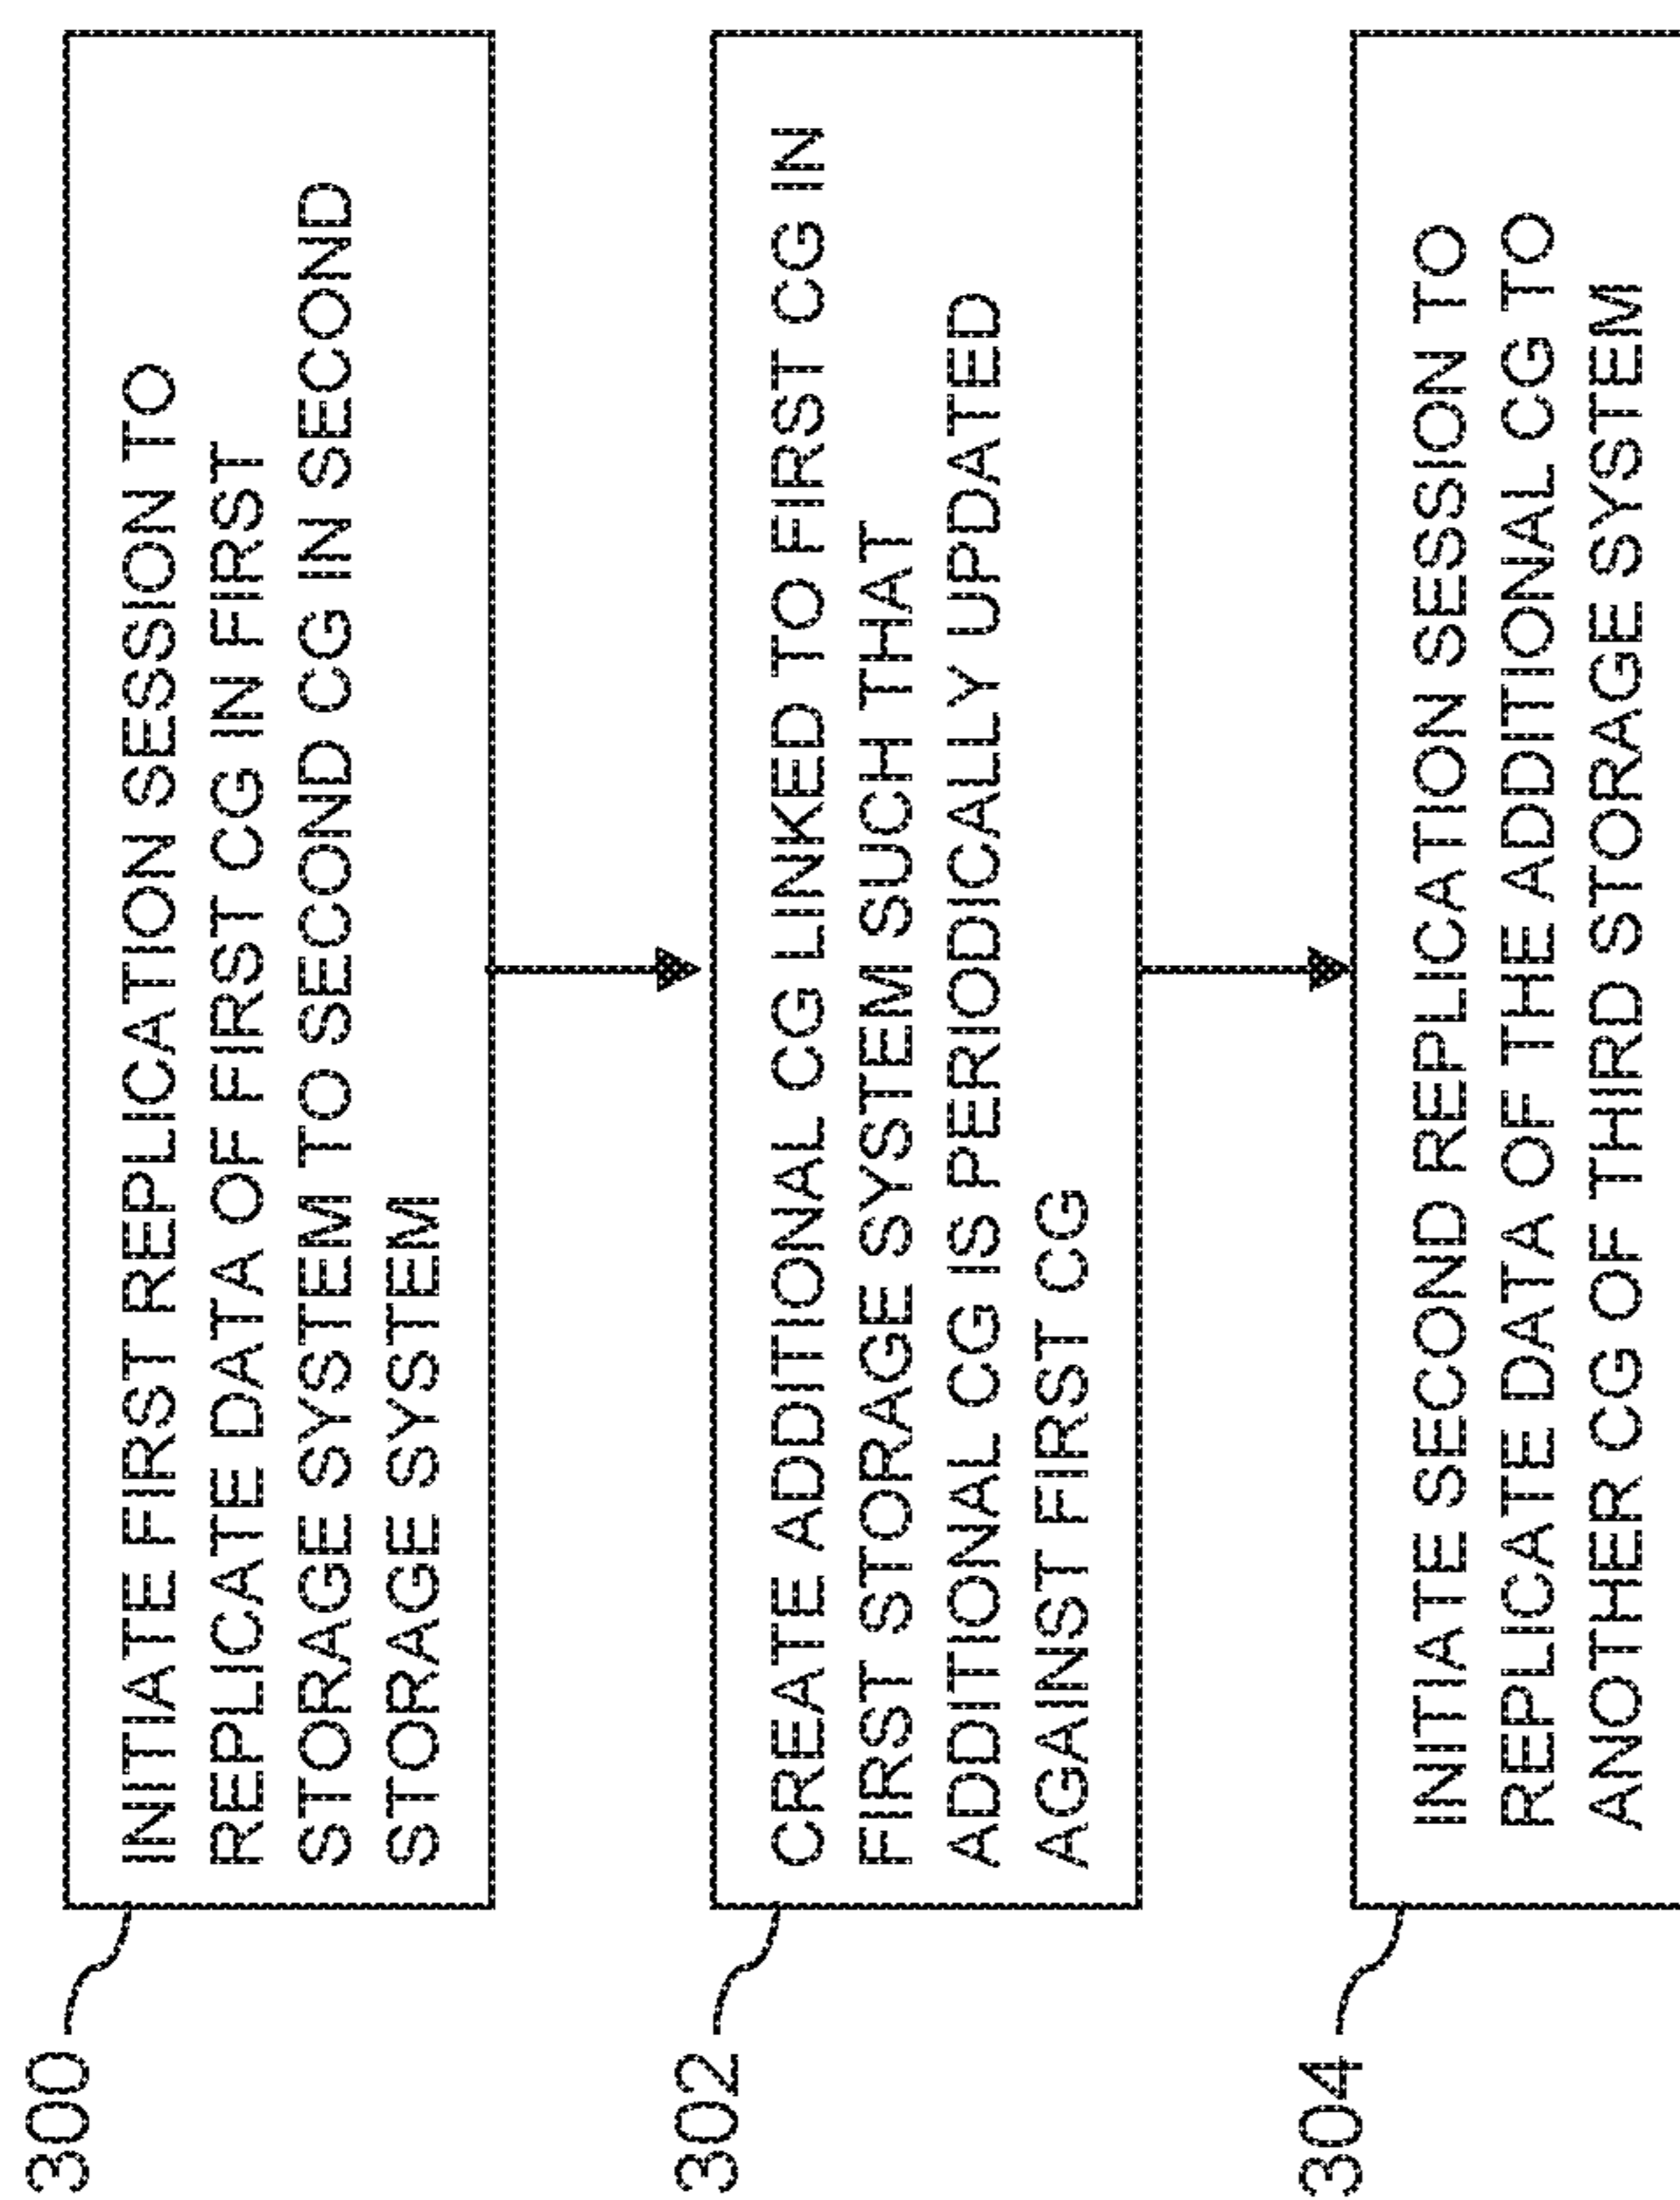 300
INITIATE FIRST REPLICATION SESSION TO
REPLICATE DATA OF FIRST CG IN FIRST
STORAGE SYSTEM TO SECOND CG IN SECOND
STORAGE SYSTEM
302
CREATE ADDITIONAL CG LINKED TO FIRST CG IN
FIRST STORAGE SYSTEM SUCH THAT
ADDITIONAL CG IS PERIODICALLY UPDATED
AGAINST FIRST CG
304
INITIATE SECOND REPLICATION SESSION TO
REPLICATE DATA OF THE ADDITIONAL CG TO
ANOTHER CG OF THIRD STORAGE SYSTEM